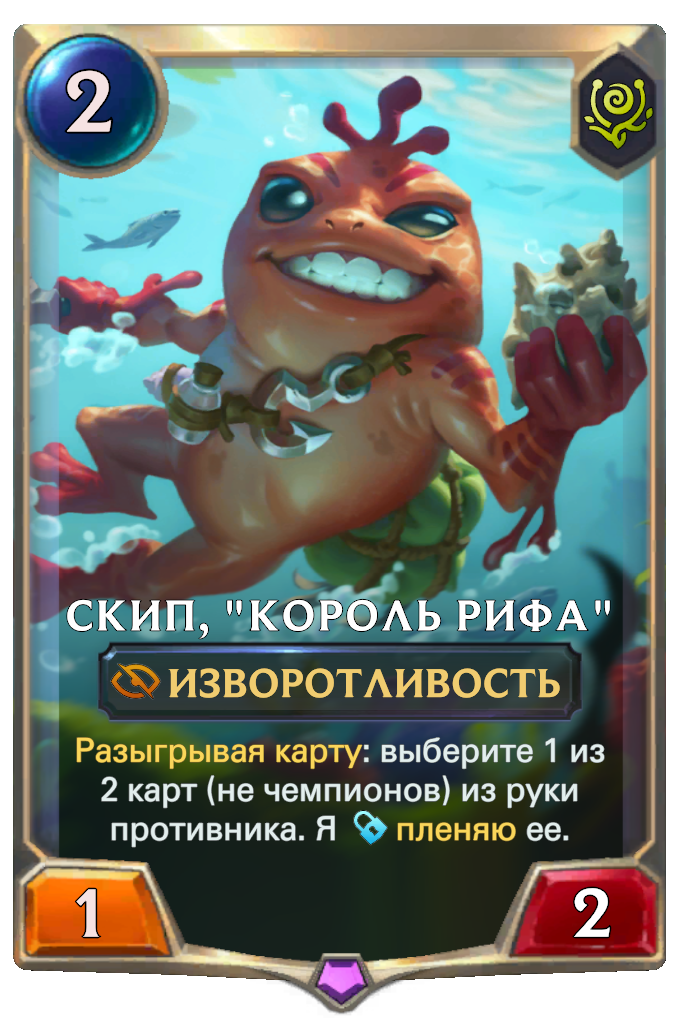 2
СКИП, "КОРОЛЬ РИФА"
ИЗВОРОТЛИВОСТЬ
Разыгрывая карту: выберите 1 из
2 карт (не чемпионов) из руки
противника. Я пленяю ее.
1
2